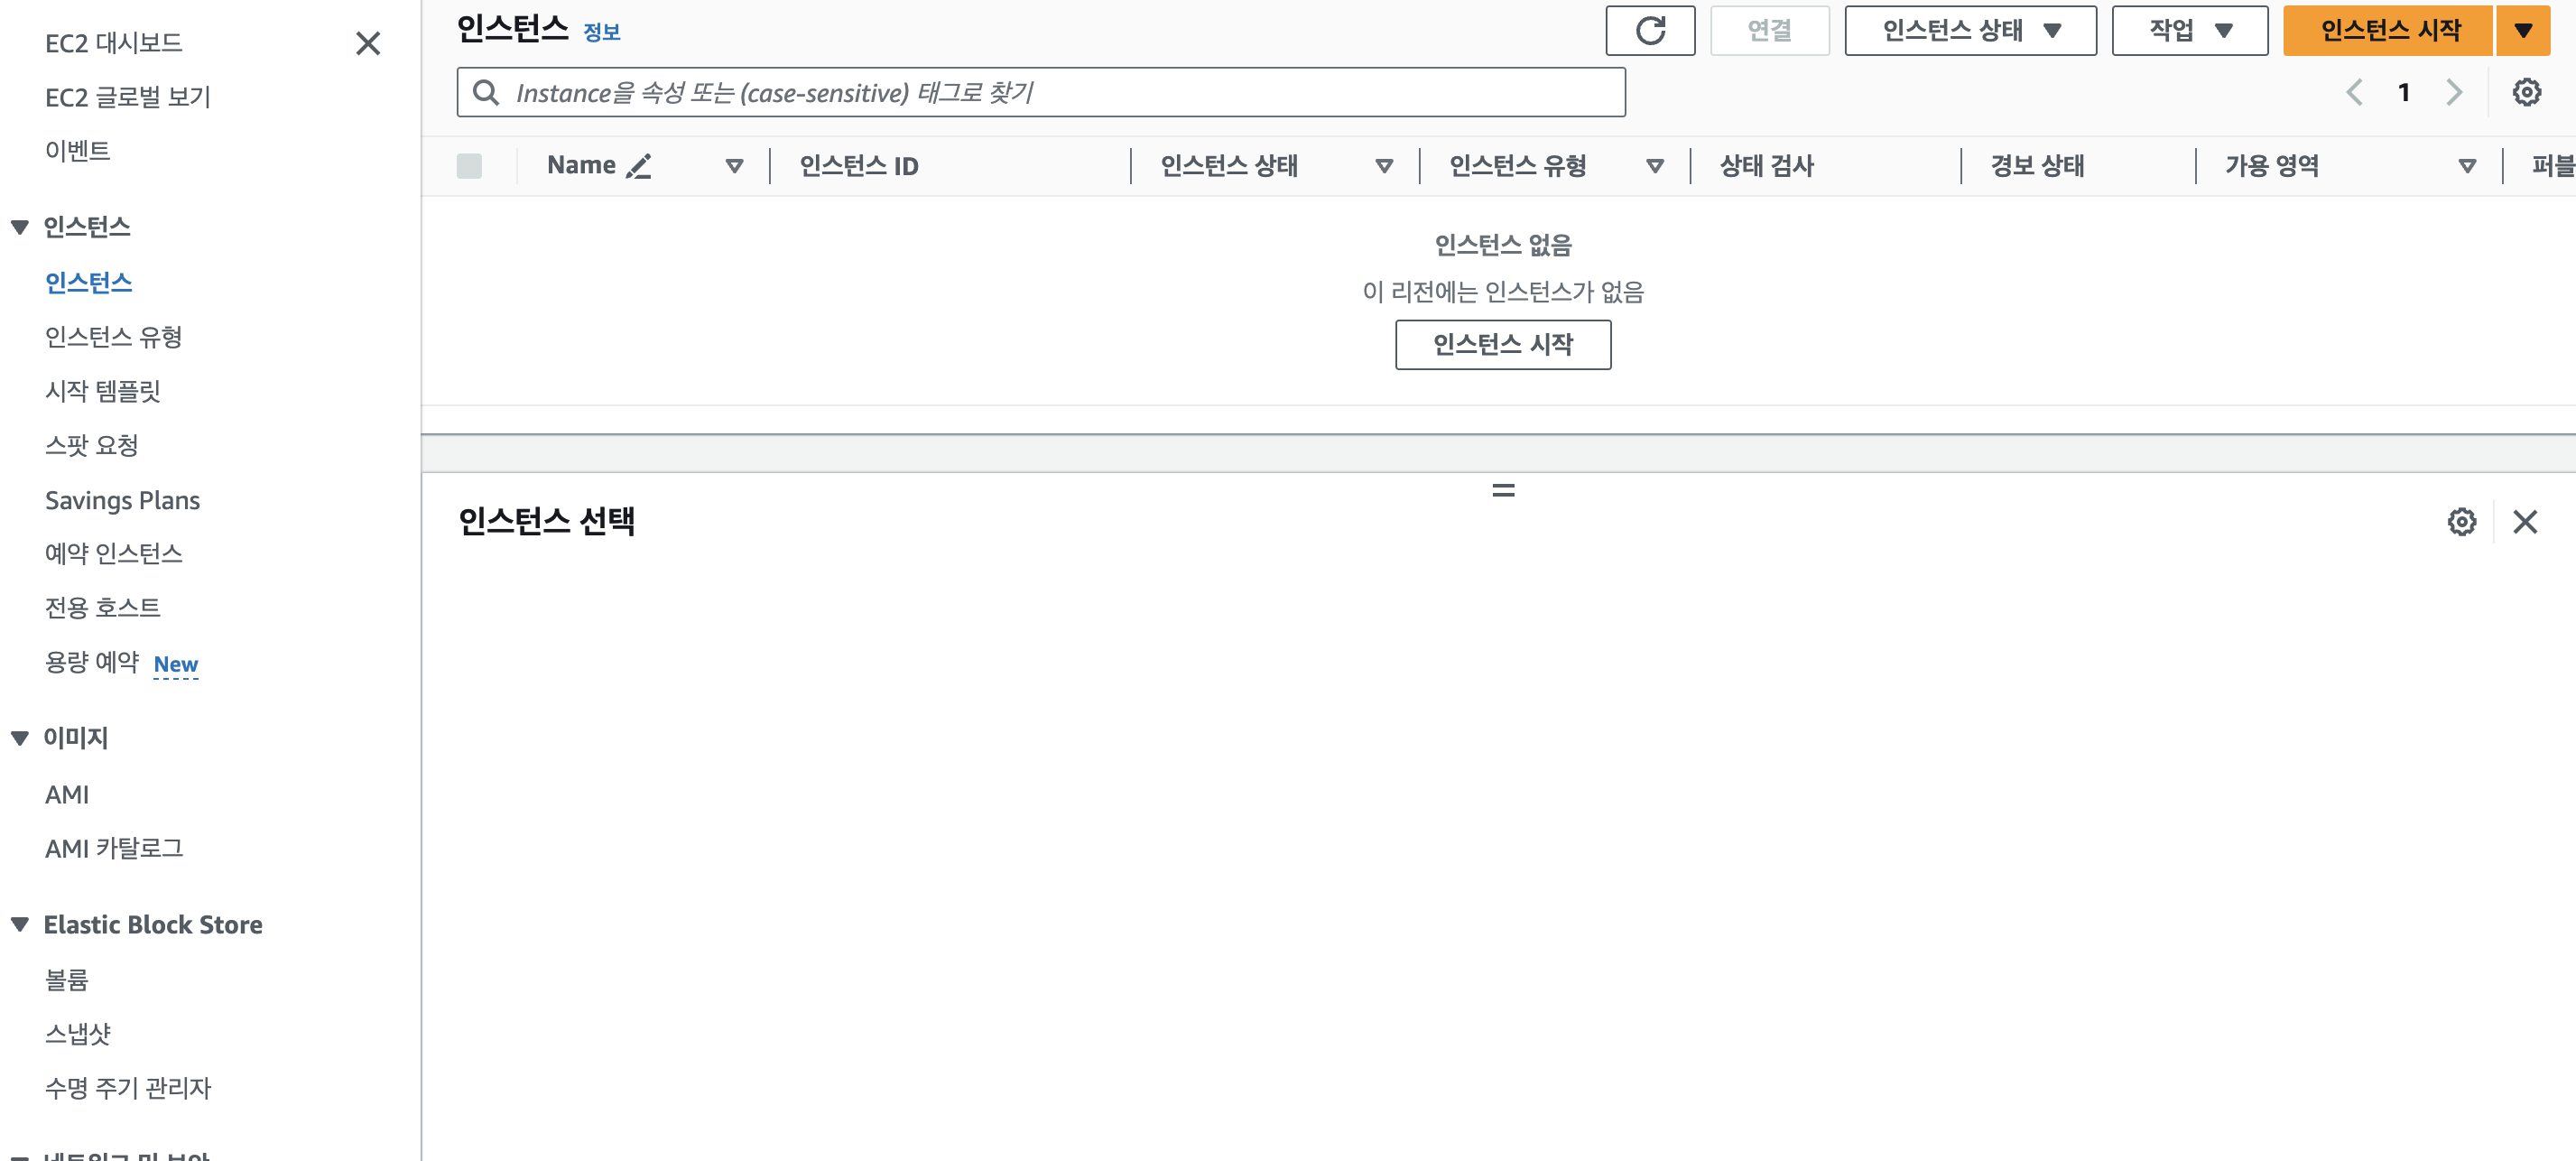 EC2 대시보드
EC2 글로벌 보기
이벤트
인스턴스
인스턴스
인스턴스 유형
시작 템플릿
스팟 요청
Savings Plans
예약 인스턴스
전용 호스트
용량 예약 New
이미지
AMI
AMI 카탈로그
Elastic Block Store
볼륨
스냅샷
수명 주기 관리자
네트워크 및 보안
인스턴스 정보
연결 인스턴스 상태 작업 인스턴스 시작
Instance을 속성 또는 (case-sensitive) 태그로 찾기
1
Name 인스턴스 ID 인스턴스 상태 인스턴스 유형 상태 검사 경보 상태 가용 영역 퍼블
인스턴스 없음
이 리전에는 인스턴스가 없음
인스턴스 시작
인스턴스 선택